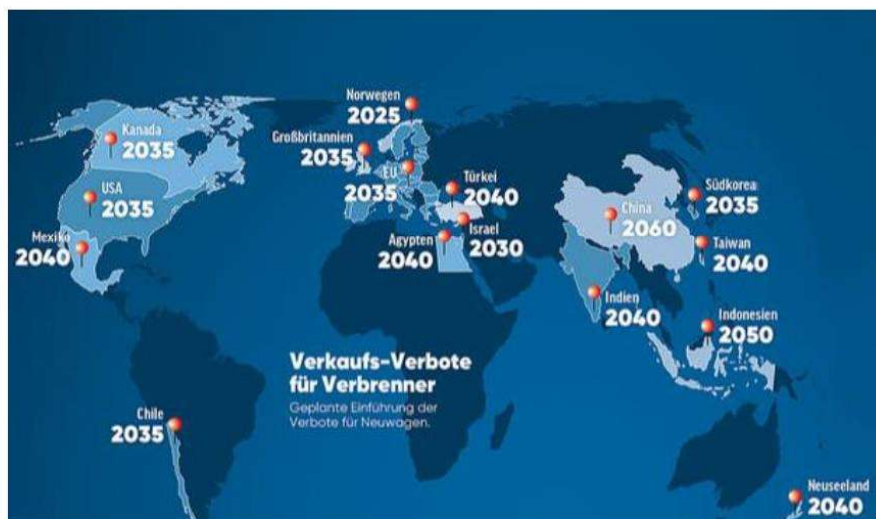 Norwegen
2025
Kanada
2035
Großbritannien
2035
EU
2035
Türkei
2040
Südkorea
2035
USA
2035
China
2060
Mexiko
2040
Ägypten
2040
Israel
2030
Taiwan
2040
Indien
2040
Indonesien
2050
Verkaufs-Verbote
für Verbrenner
Geplante Einführung der
Verbote für Neuwagen.
Chile
2035
Neuseeland
2040